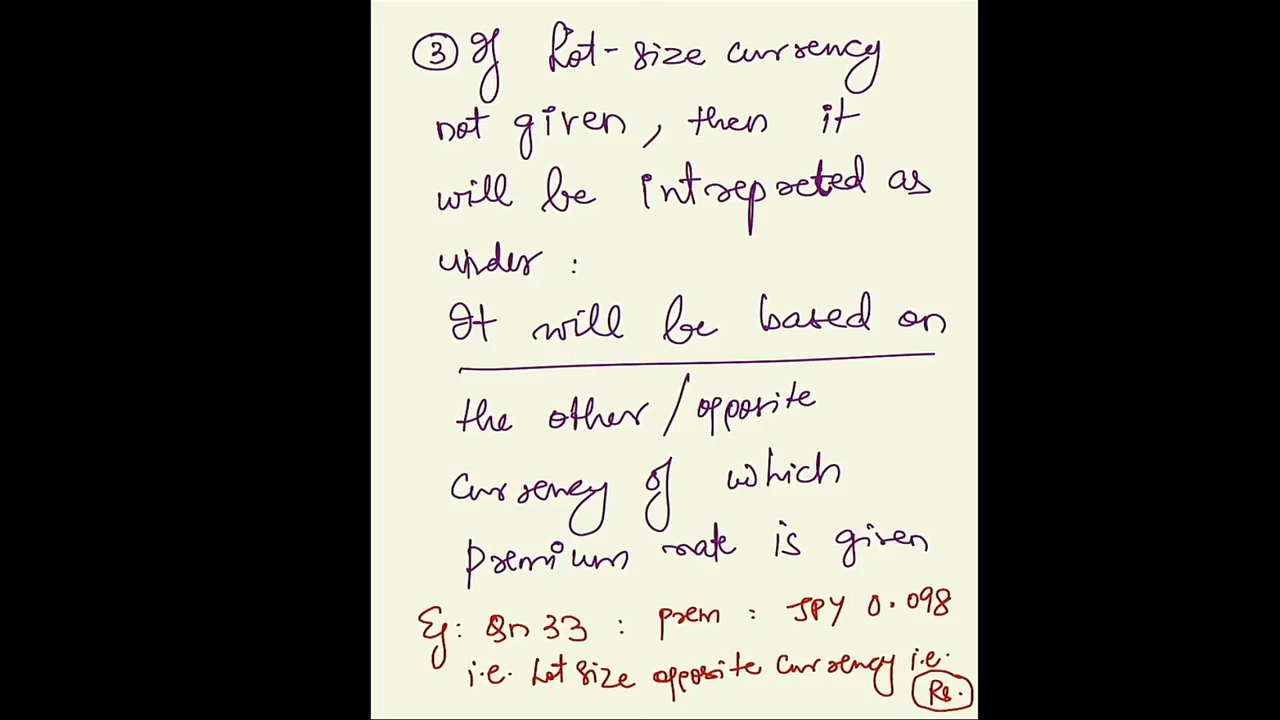 ③ If Lot-size currency
not given, then it
will be intrepreted as
under :
It will be based on
the other/opposite
currency of which
premium rate is given
Eg: Qn 33 : prem : JPY 0.098
i.e. Lot size opposite currency i.e.
Rs.